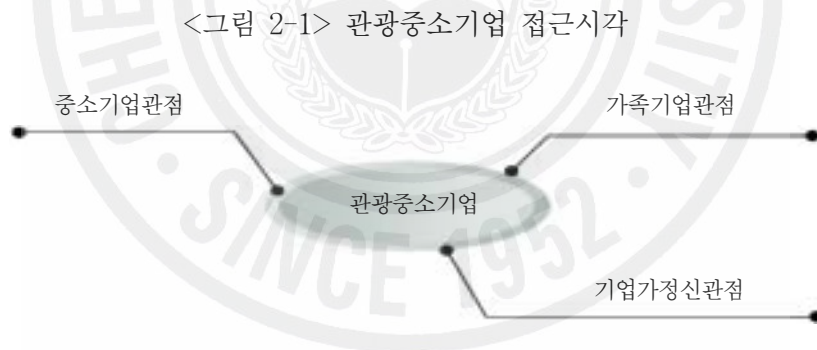 <그림 2-1> 관광중소기업 접근시각
중소기업관점
가족기업관점
관광중소기업
기업가정신관점
SINCE 1952